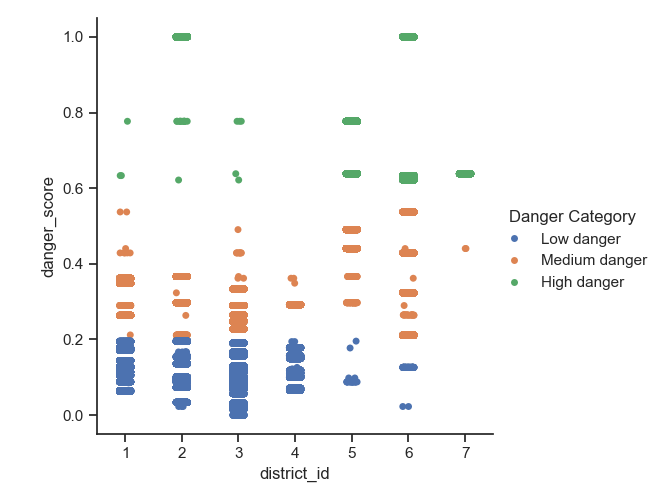 1.0
0.8
0.6
0.4
0.2
0.0
danger_score
1 2 3 4 5 6 7
district_id
Danger Category
Low danger
Medium danger
High danger